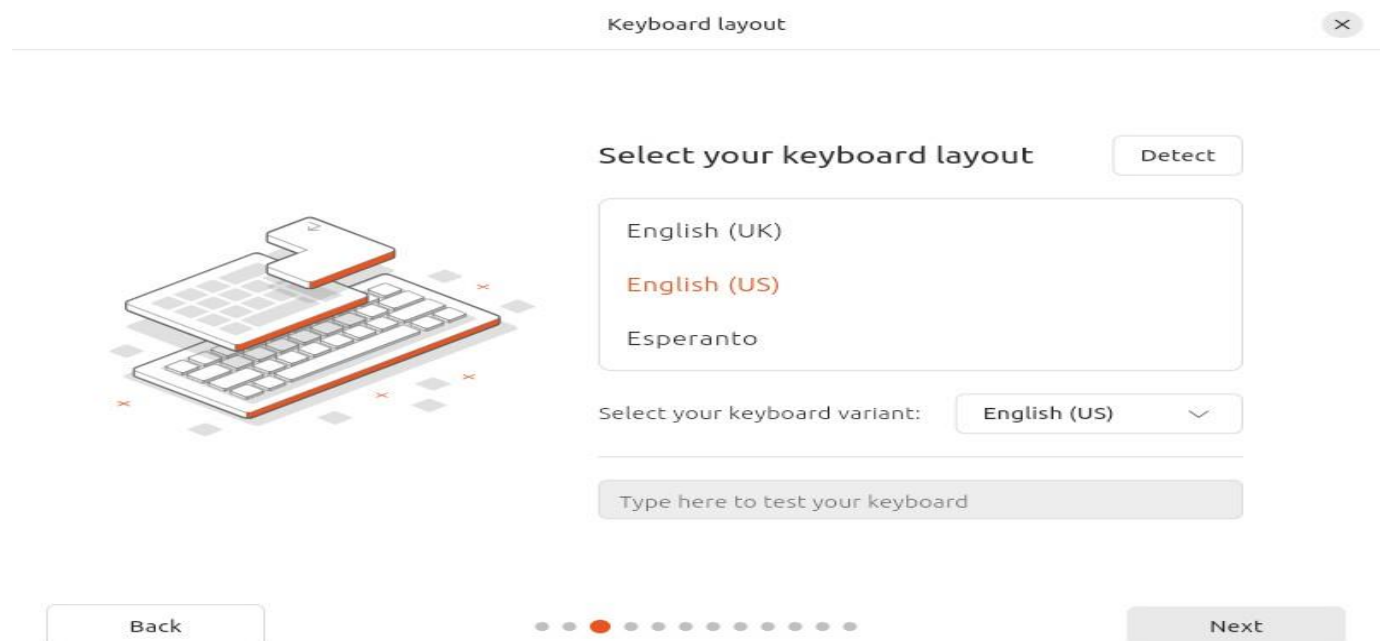 Keyboard layout
Select your keyboard layout
Detect
English (UK)
English (US)
Esperanto
Select your keyboard variant:
English (US)
Type here to test your keyboard
Back
Next